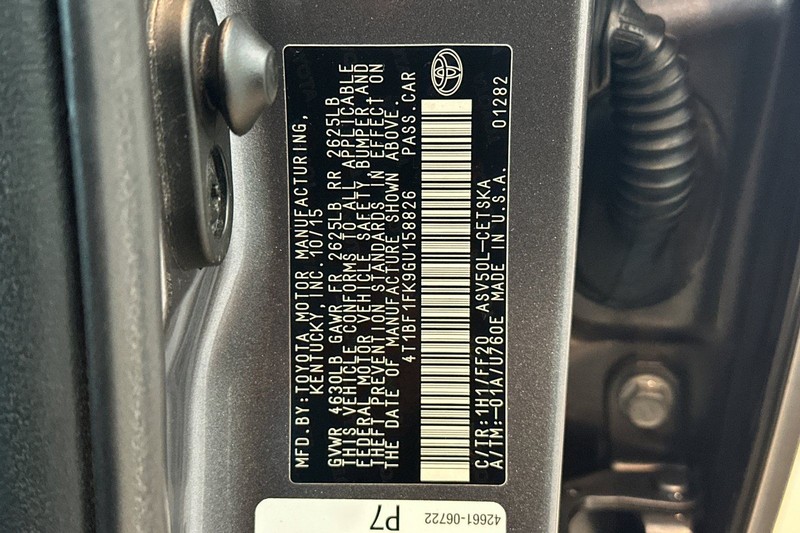 MFD.BY:TOYOTA MOTOR MANUFACTURING,
KENTUCKY, INC. 10/15
GVWR 4630LB GAWR FR 2625LB RR 2625LB
THIS VEHICLE CONFORMS TO ALL APPLICABLE
FEDERAL MOTOR VEHICLE SAFETY, BUMPER AND
THEFT PREVENTION STANDARDS IN EFFECT ON
THE DATE OF MANUFACTURE SHOWN ABOVE.
4T1BF1FK9GU158826 PASS.CAR
C/TR:1H1/FF20 ASV50L-CETSKA 01282
A/TM:-01A/U760E MADE IN U.S.A.
42661-06722
P7